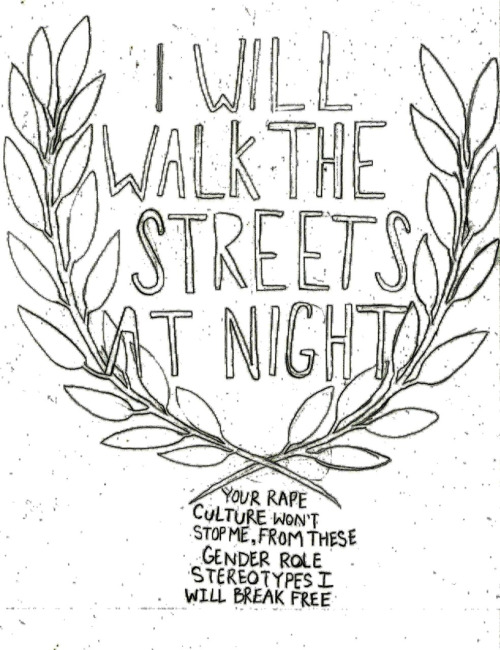 I WILL
WALK THE
STREETS
AT NIGHT
YOUR RAPE
CULTURE WON'T
STOP ME, FROM THESE
GENDER ROLE
STEREOTYPES I
WILL BREAK FREE